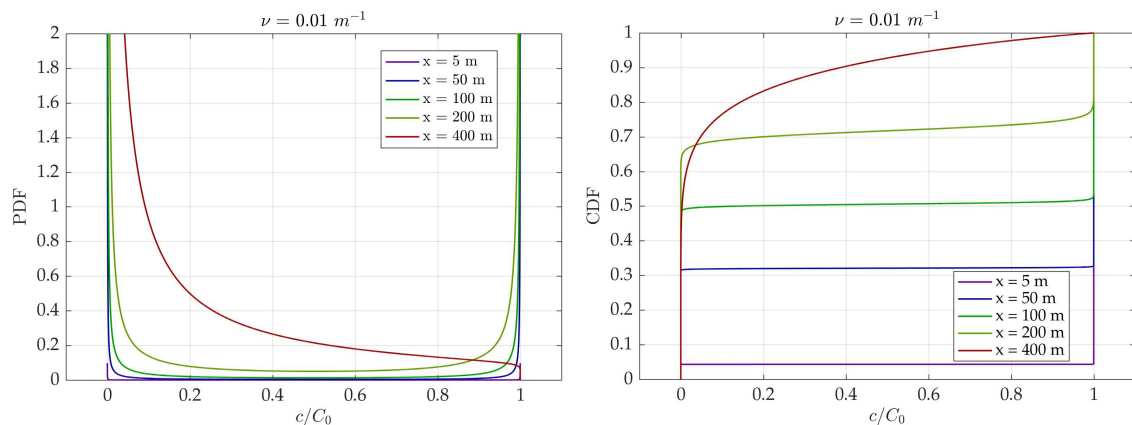 ν = 0.01 m⁻¹
PDF
2
1.8
1.6
1.4
1.2
1
0.8
0.6
0.4
0.2
0
x = 5 m
x = 50 m
x = 100 m
x = 200 m
x = 400 m
0 0.2 0.4 0.6 0.8 1
c/C₀
ν = 0.01 m⁻¹
CDF
1
0.9
0.8
0.7
0.6
0.5
0.4
0.3
0.2
0.1
0
x = 5 m
x = 50 m
x = 100 m
x = 200 m
x = 400 m
0 0.2 0.4 0.6 0.8 1
c/C₀